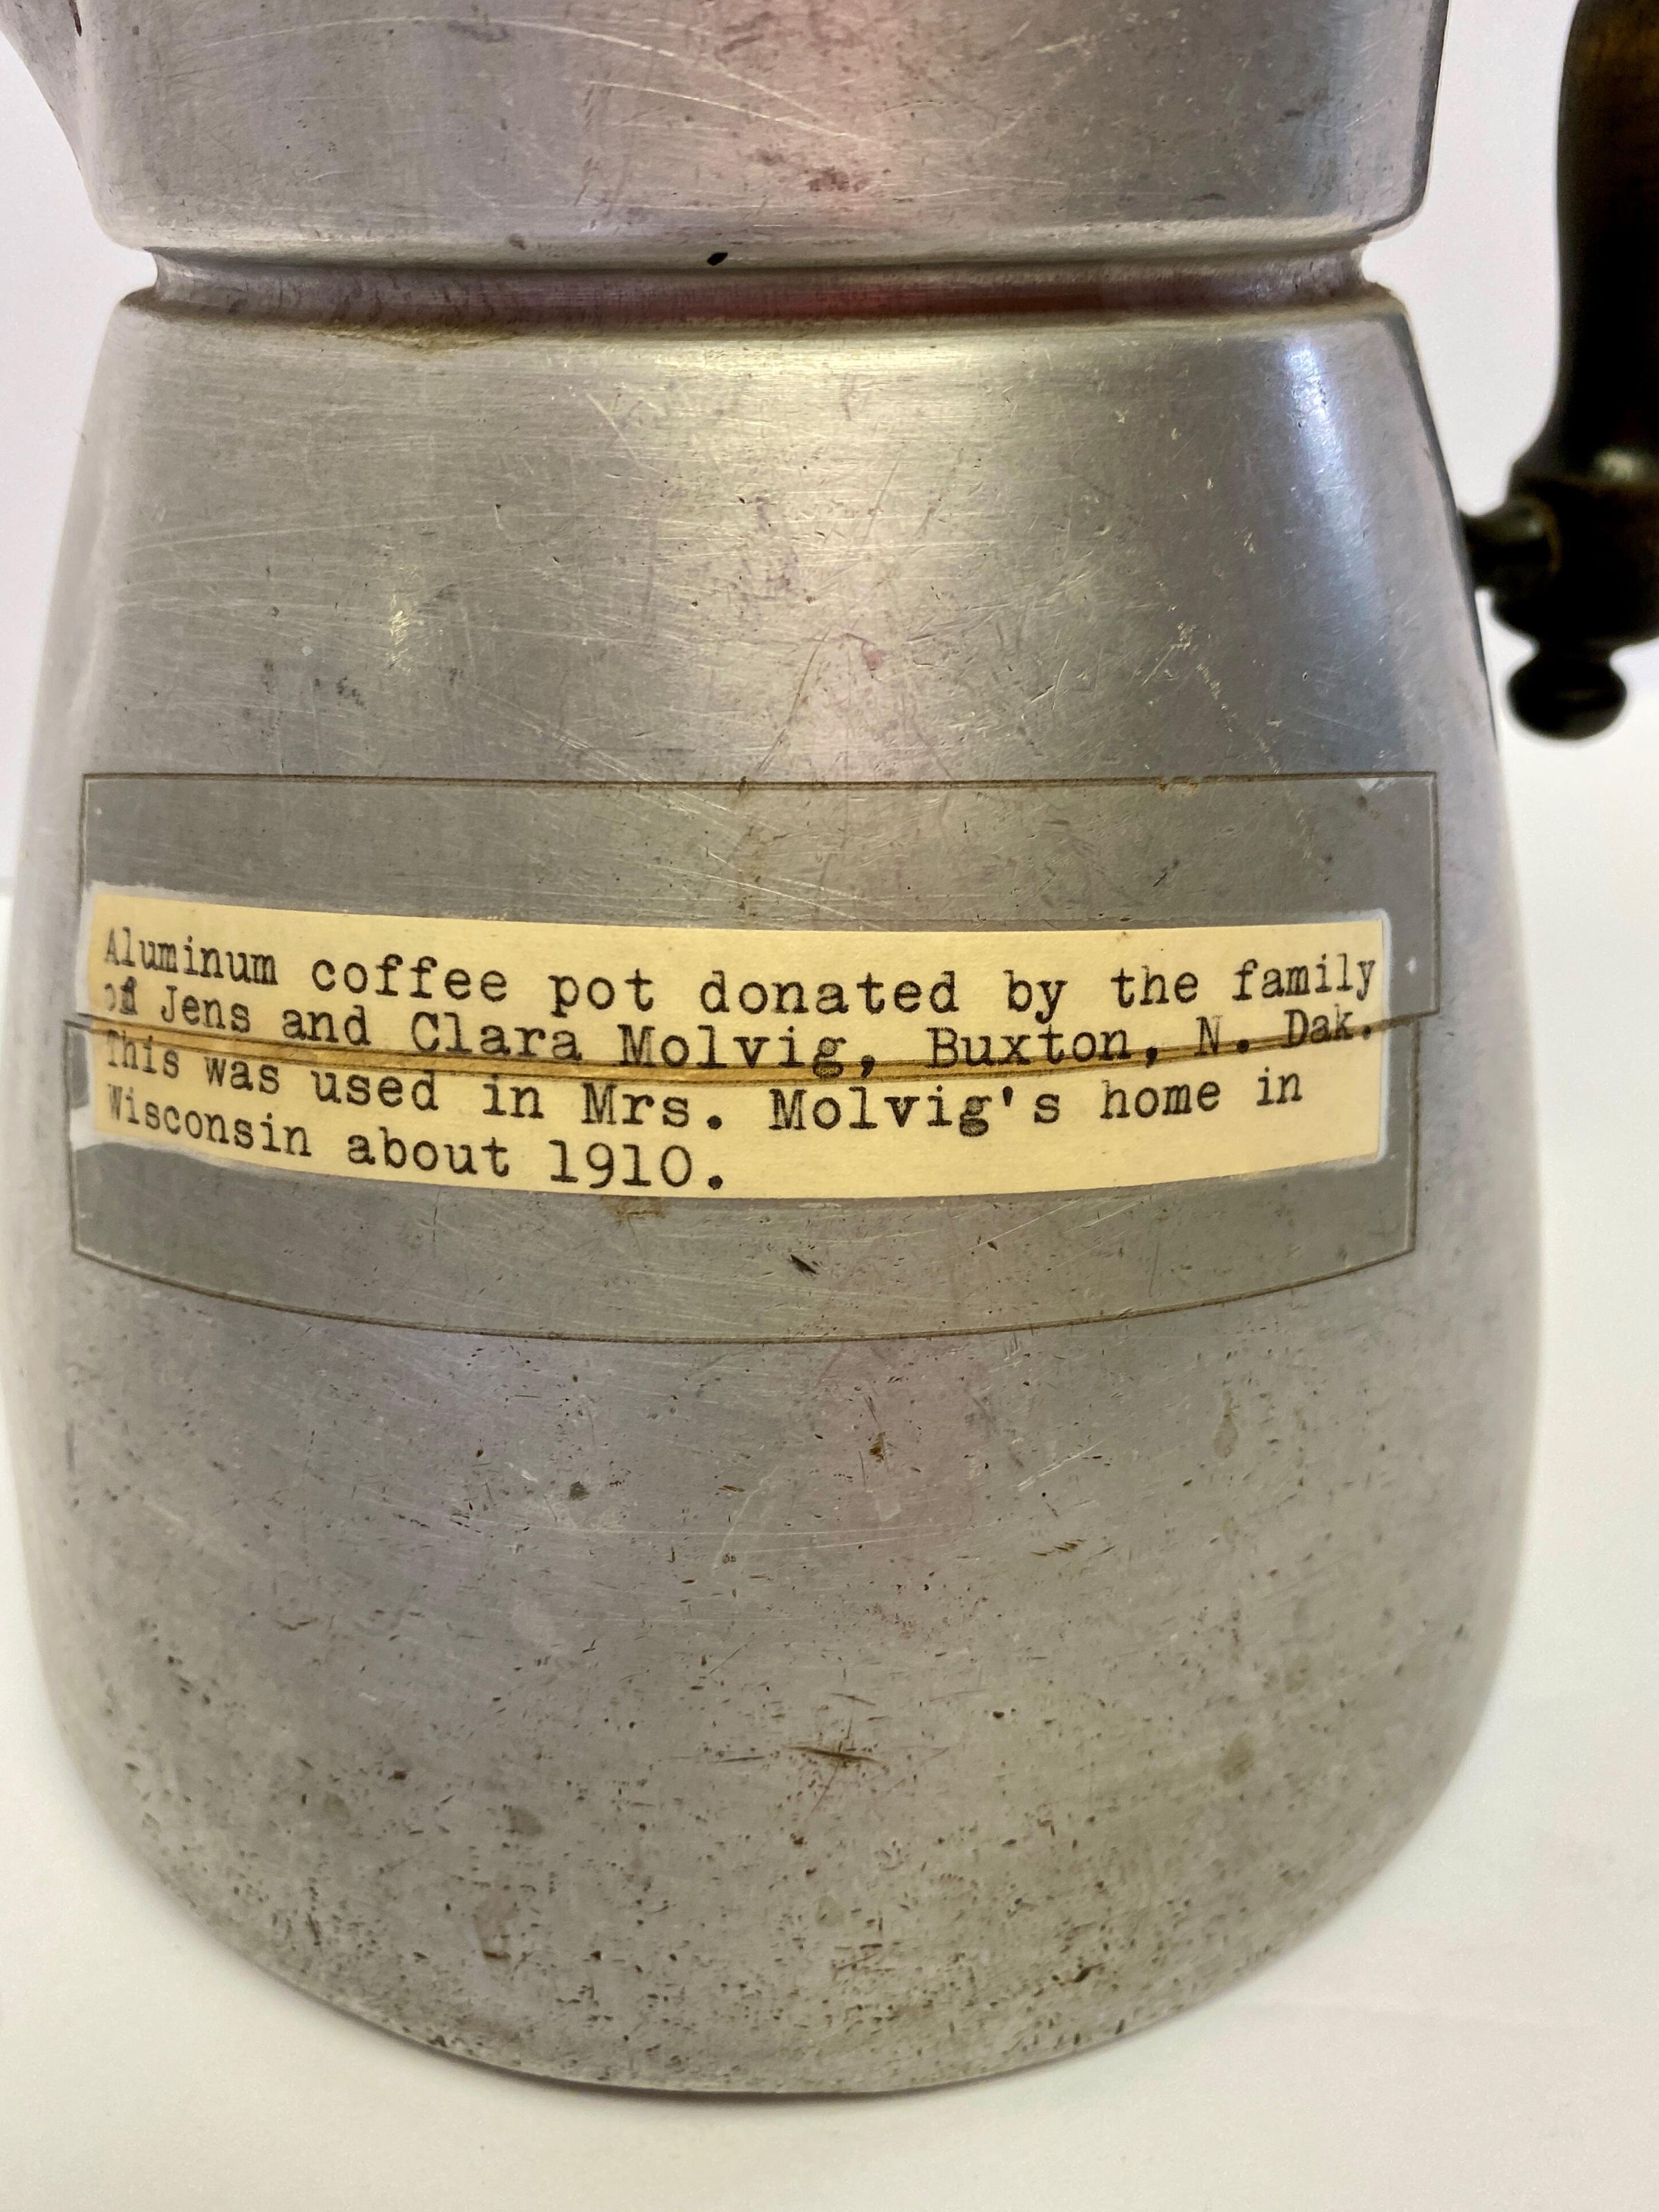 Aluminum coffee pot donated by the family
of Jens and Clara Molvig, Buxton, N. Dak.
This was used in Mrs. Molvig's home in
Wisconsin about 1910.